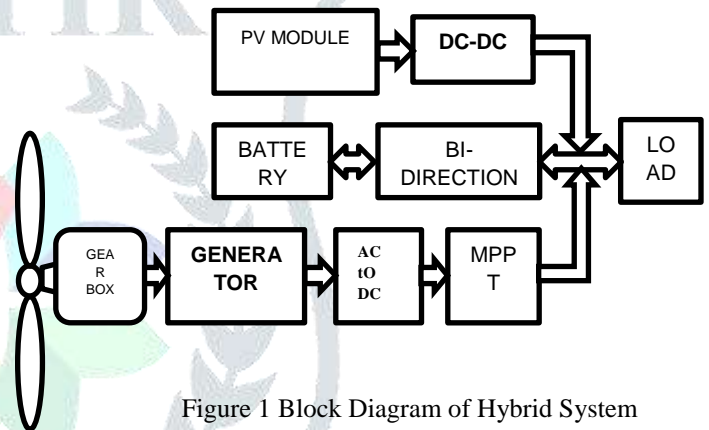 PV MODULE
DC-DC
BATTE
RY
BI-
DIRECTION
LO
AD
GEA
R
BOX
GENERA
TOR
AC
tO
DC
MPP
T
Figure 1 Block Diagram of Hybrid System